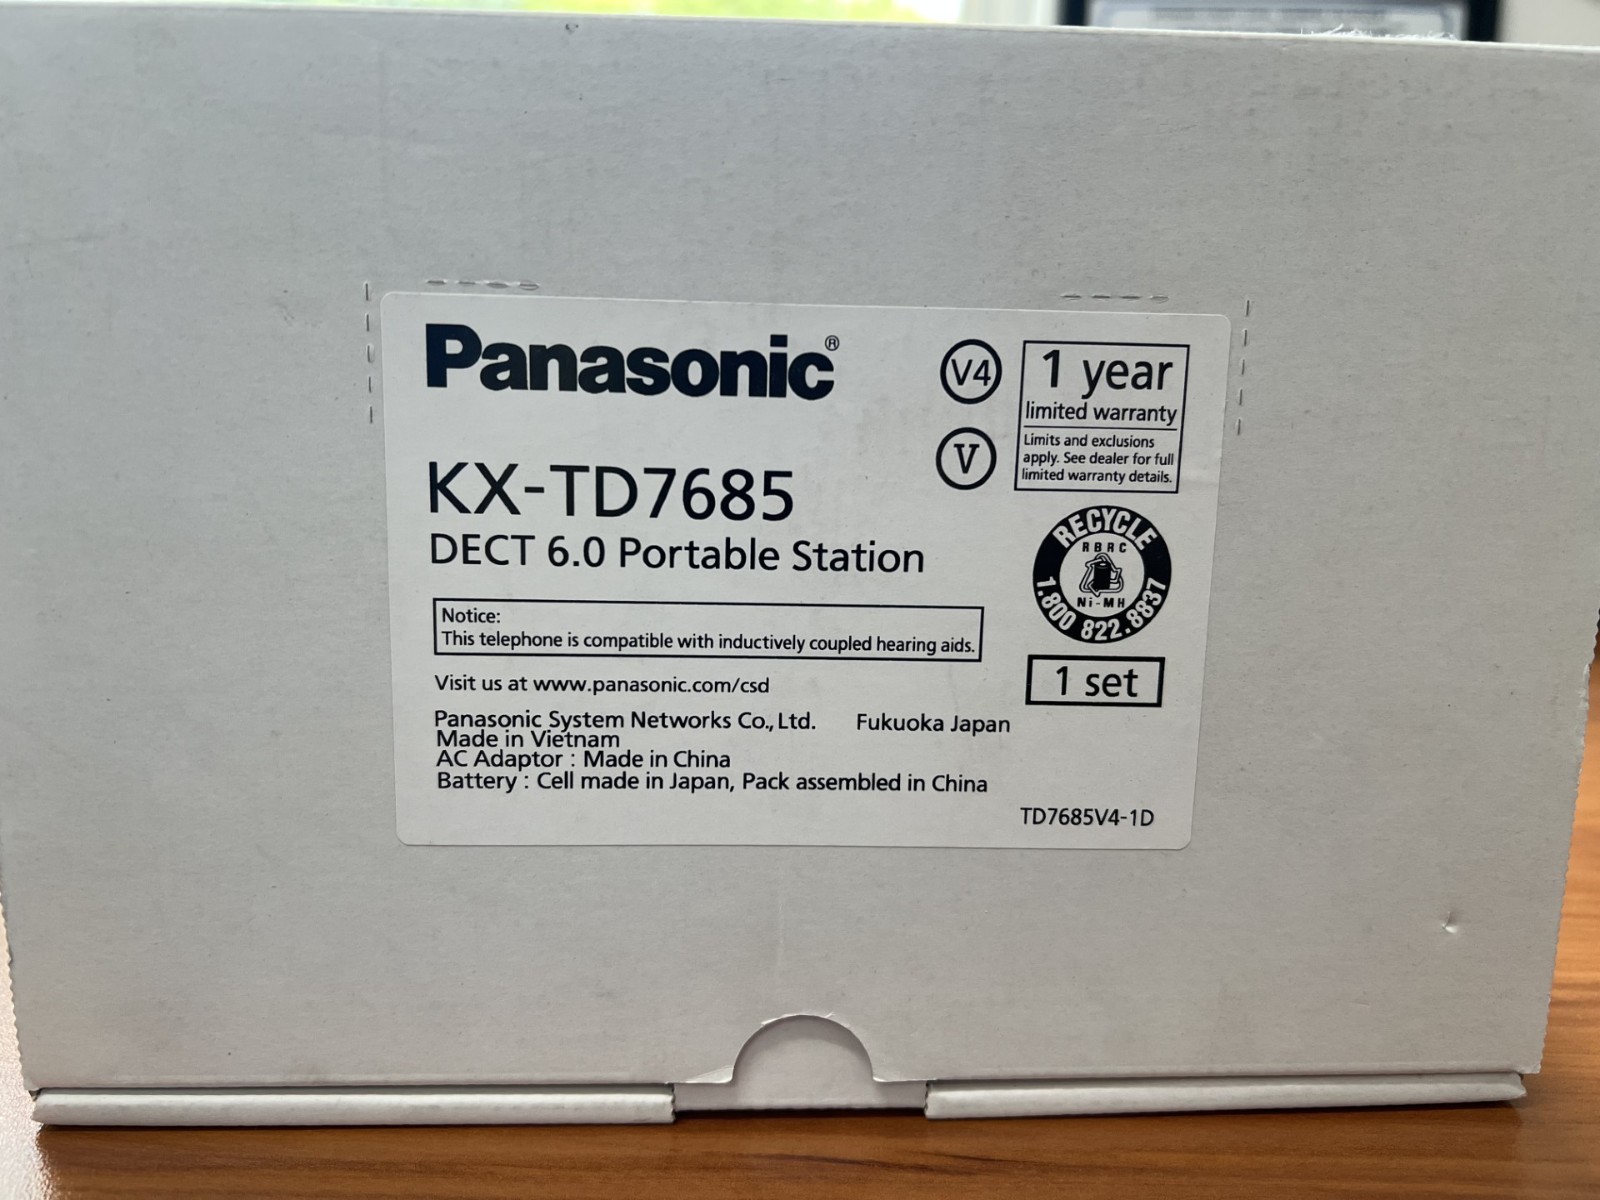 Panasonic®
V4
1 year
limited warranty
Limits and exclusions
apply. See dealer for full
limited warranty details.
V
KX-TD7685
DECT 6.0 Portable Station
RECYCLE
RBRC
Ni-MH
1.800 822.8837
Notice:
This telephone is compatible with inductively coupled hearing aids.
1 set
Visit us at www.panasonic.com/csd
Panasonic System Networks Co., Ltd. Fukuoka Japan
Made in Vietnam
AC Adaptor : Made in China
Battery : Cell made in Japan, Pack assembled in China
TD7685V4-1D